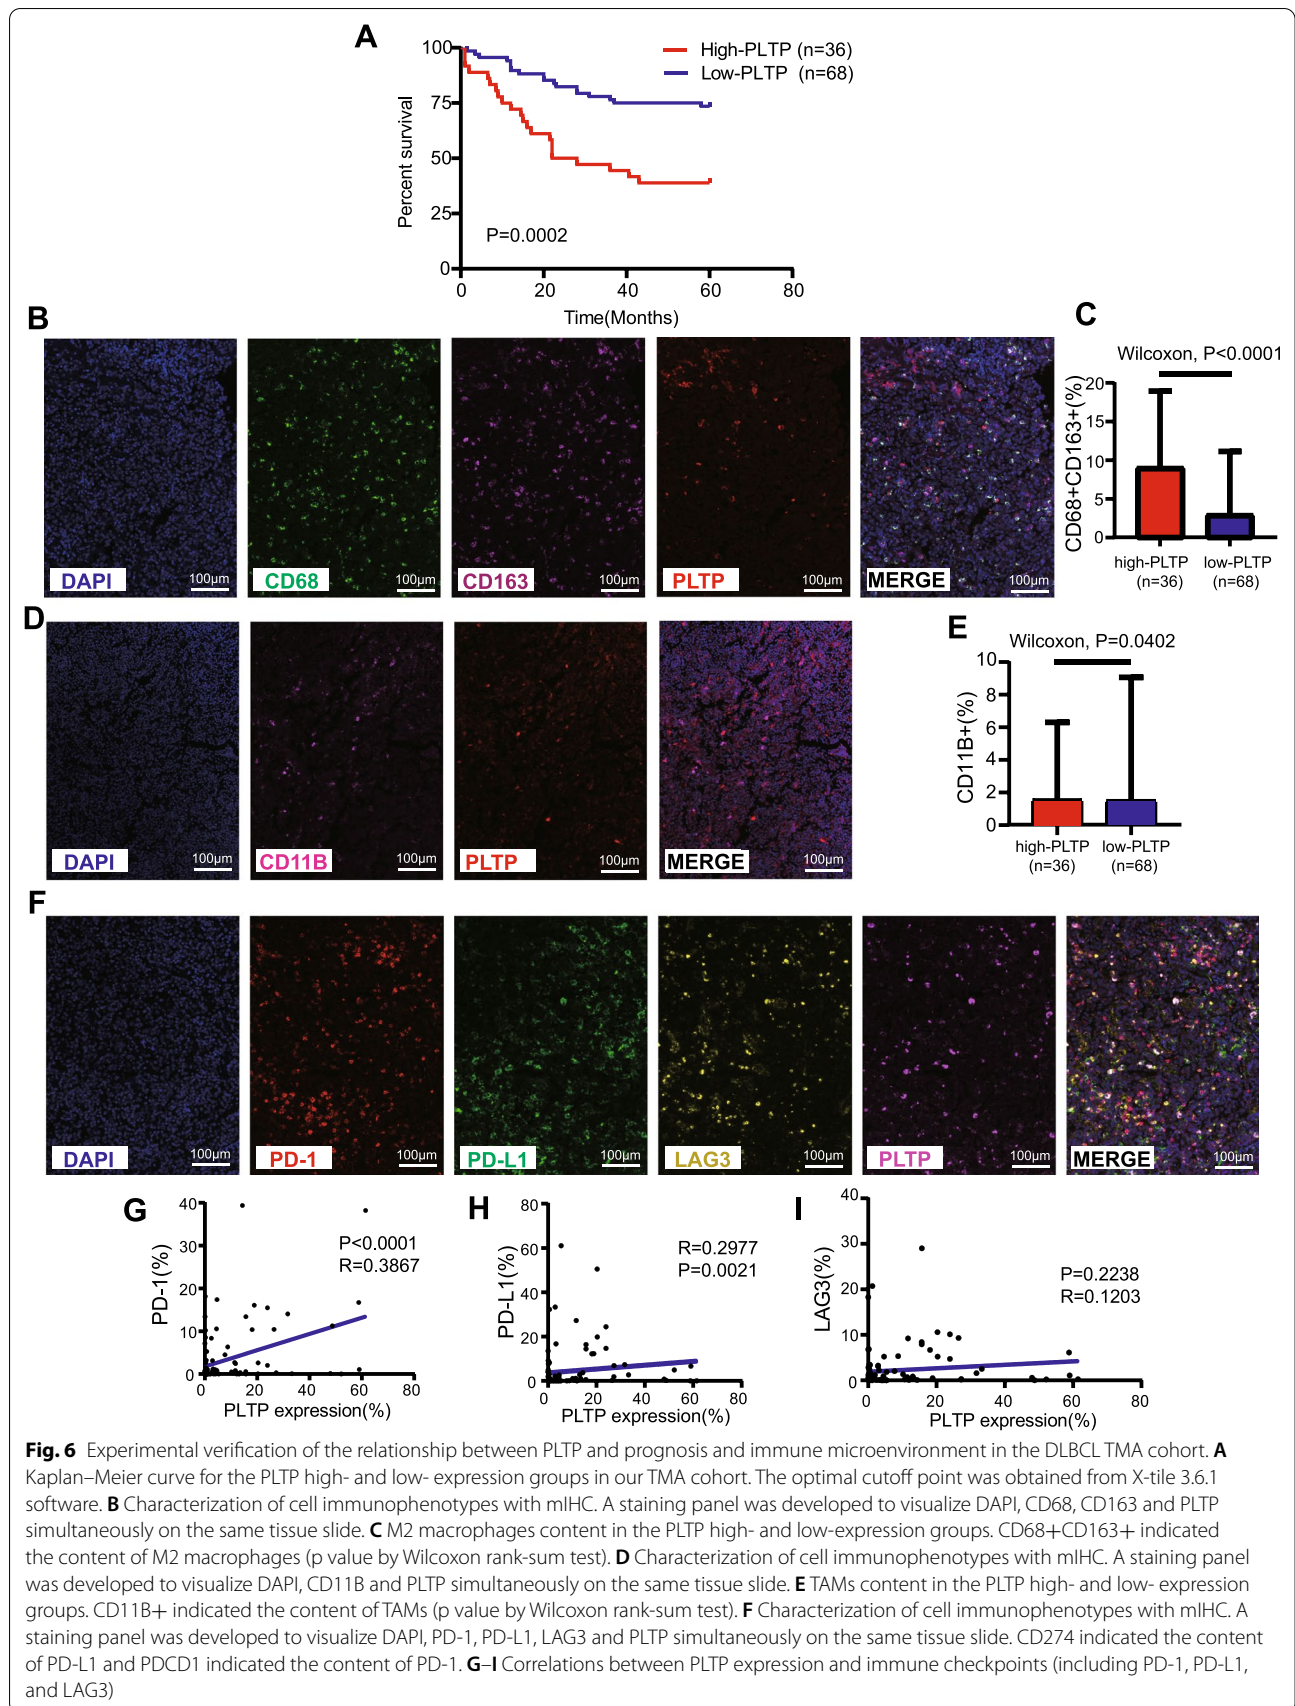 A
100
75
50
25
0
Percent survival
High-PLTP (n=36)
Low-PLTP (n=68)
P=0.0002
0 20 40 60 80
Time(Months)
B
DAPI 100μm
CD68 100μm
CD163 100μm
PLTP 100μm
MERGE 100μm
C
Wilcoxon, P<0.0001
CD68+CD163+(%)
20
15
10
5
0
high-PLTP low-PLTP
(n=36) (n=68)
D
DAPI 100μm
CD11B 100μm
PLTP 100μm
MERGE 100μm
E
Wilcoxon, P=0.0402
CD11B+(%)
10
8
6
4
2
0
high-PLTP low-PLTP
(n=36) (n=68)
F
DAPI 100μm
PD-1 100μm
PD-L1 100μm
LAG3 100μm
PLTP 100μm
MERGE 100μm
G
PD-1(%)
40
30
20
10
0
P<0.0001
R=0.3867
0 20 40 60 80
PLTP expression(%)
H
PD-L1(%)
80
60
40
20
0
R=0.2977
P=0.0021
0 20 40 60 80
PLTP expression(%)
I
LAG3(%)
40
30
20
10
0
P=0.2238
R=0.1203
0 20 40 60 80
PLTP expression(%)
Fig. 6 Experimental verification of the relationship between PLTP and prognosis and immune microenvironment in the DLBCL TMA cohort. A
Kaplan–Meier curve for the PLTP high- and low- expression groups in our TMA cohort. The optimal cutoff point was obtained from X-tile 3.6.1
software. B Characterization of cell immunophenotypes with mIHC. A staining panel was developed to visualize DAPI, CD68, CD163 and PLTP
simultaneously on the same tissue slide. C M2 macrophages content in the PLTP high- and low-expression groups. CD68+CD163+ indicated
the content of M2 macrophages (p value by Wilcoxon rank-sum test). D Characterization of cell immunophenotypes with mIHC. A staining panel
was developed to visualize DAPI, CD11B and PLTP simultaneously on the same tissue slide. E TAMs content in the PLTP high- and low- expression
groups. CD11B+ indicated the content of TAMs (p value by Wilcoxon rank-sum test). F Characterization of cell immunophenotypes with mIHC. A
staining panel was developed to visualize DAPI, PD-1, PD-L1, LAG3 and PLTP simultaneously on the same tissue slide. CD274 indicated the content
of PD-L1 and PDCD1 indicated the content of PD-1. G–I Correlations between PLTP expression and immune checkpoints (including PD-1, PD-L1,
and LAG3)